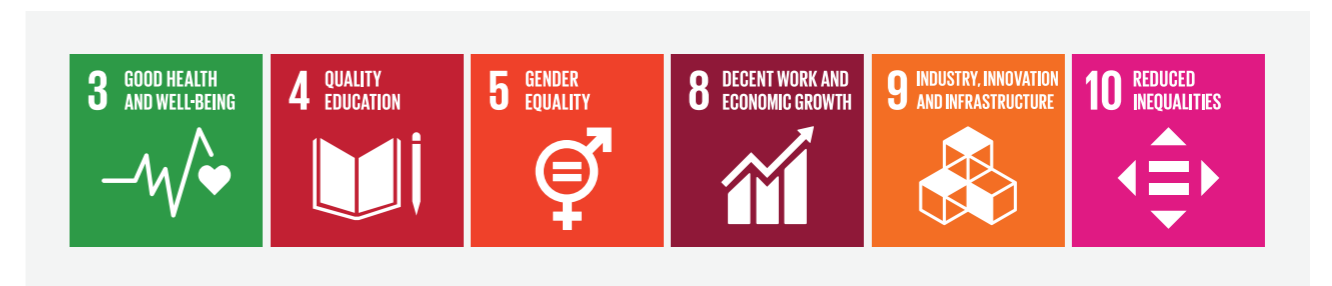 3 GOOD HEALTH
AND WELL-BEING
4 QUALITY
EDUCATION
5 GENDER
EQUALITY
8 DECENT WORK AND
ECONOMIC GROWTH
9 INDUSTRY, INNOVATION
AND INFRASTRUCTURE
10 REDUCED
INEQUALITIES